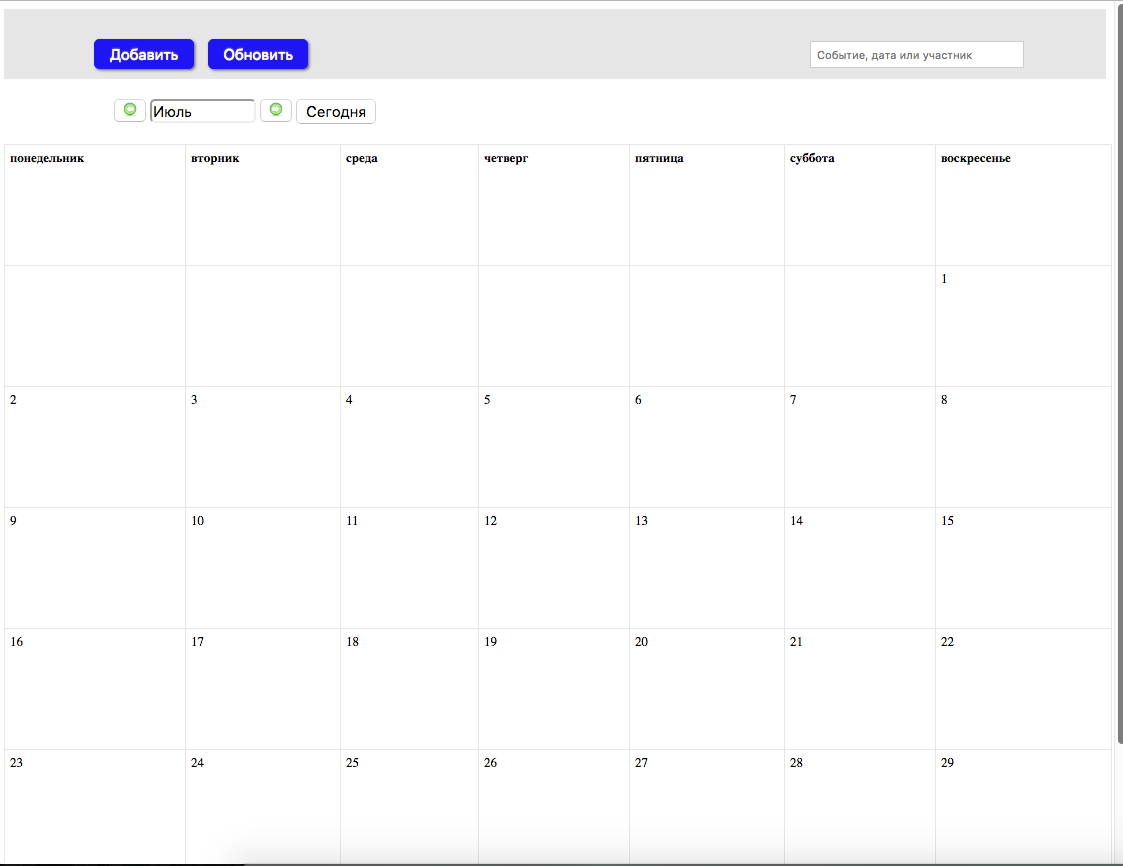 Добавить Обновить Событие, дата или участник
Июль Сегодня
понедельник вторник среда четверг пятница суббота воскресенье
1
2 3 4 5 6 7 8
9 10 11 12 13 14 15
16 17 18 19 20 21 22
23 24 25 26 27 28 29